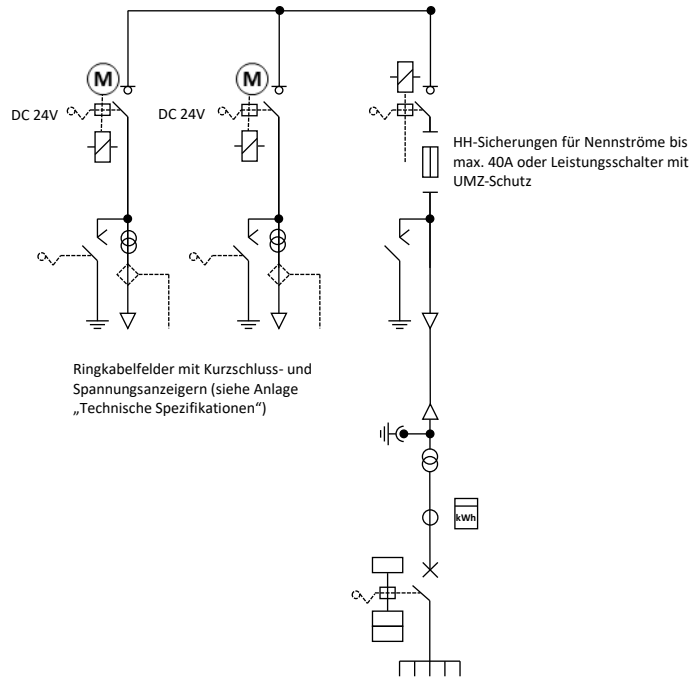 M
M
DC 24V
DC 24V
HH-Sicherungen für Nennströme bis
max. 40A oder Leistungsschalter mit
UMZ-Schutz
Ringkabelfelder mit Kurzschluss- und
Spannungsanzeigern (siehe Anlage
„Technische Spezifikationen“)
kWh